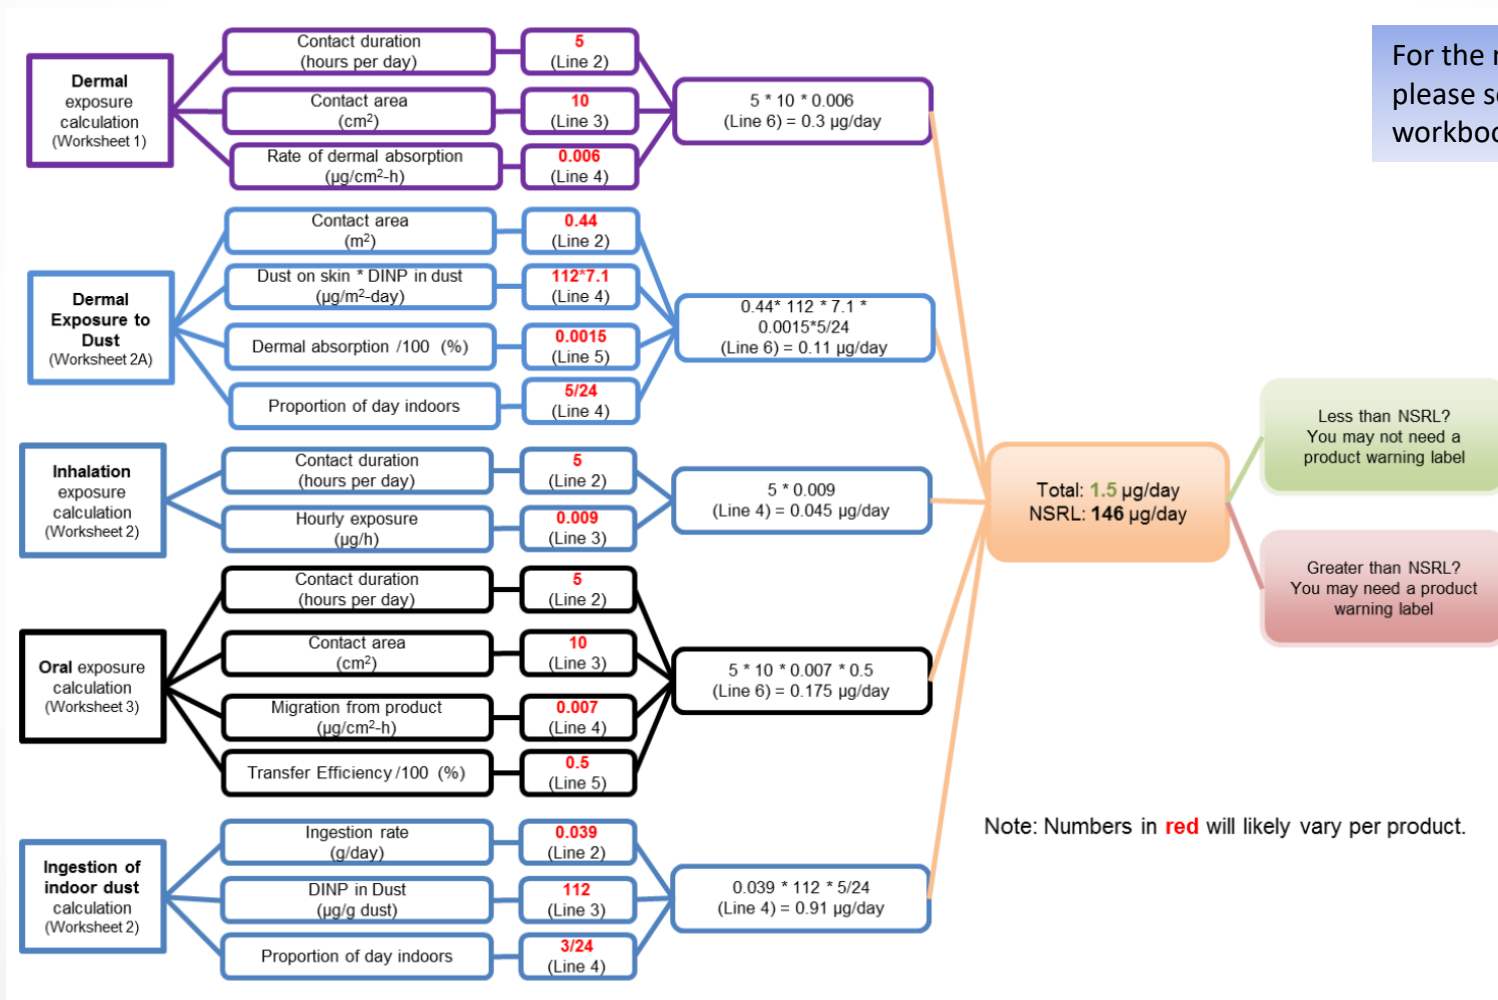 Dermal
exposure
calculation
(Worksheet 1)
Contact duration
(hours per day)
5
(Line 2)
Contact area
(cm²)
10
(Line 3)
Rate of dermal absorption
(µg/cm²-h)
0.006
(Line 4)
5 * 10 * 0.006
(Line 6) = 0.3 µg/day
Dermal
Exposure to
Dust
(Worksheet 2A)
Contact area
(m²)
0.44
(Line 2)
Dust on skin * DINP in dust
(µg/m²-day)
112*7.1
(Line 4)
Dermal absorption /100 (%)
0.0015
(Line 5)
Proportion of day indoors
5/24
(Line 4)
0.44* 112 * 7.1 *
0.0015*5/24
(Line 6) = 0.11 µg/day
Inhalation
exposure
calculation
(Worksheet 2)
Contact duration
(hours per day)
5
(Line 2)
Hourly exposure
(µg/h)
0.009
(Line 3)
5 * 0.009
(Line 4) = 0.045 µg/day
Oral exposure
calculation
(Worksheet 3)
Contact duration
(hours per day)
5
(Line 2)
Contact area
(cm²)
10
(Line 3)
Migration from product
(µg/cm²-h)
0.007
(Line 4)
Transfer Efficiency /100 (%)
0.5
(Line 5)
5 * 10 * 0.007 * 0.5
(Line 6) = 0.175 µg/day
Ingestion of
indoor dust
calculation
(Worksheet 2)
Ingestion rate
(g/day)
0.039
(Line 2)
DINP in Dust
(µg/g dust)
112
(Line 3)
Proportion of day indoors
3/24
(Line 4)
0.039 * 112 * 5/24
(Line 4) = 0.91 µg/day
Total: 1.5 µg/day
NSRL: 146 µg/day
Less than NSRL?
You may not need a
product warning label
Greater than NSRL?
You may need a product
warning label
For the
please
Note: Numbers in red will likely vary per product.